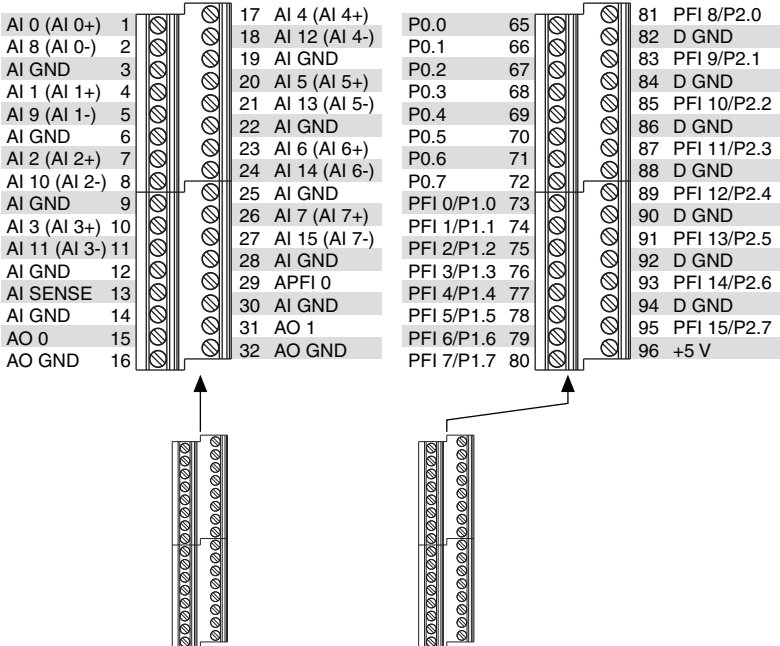 AI 0 (AI 0+) 1
AI 8 (AI 0-) 2
AI GND 3
AI 1 (AI 1+) 4
AI 9 (AI 1-) 5
AI GND 6
AI 2 (AI 2+) 7
AI 10 (AI 2-) 8
AI GND 9
AI 3 (AI 3+) 10
AI 11 (AI 3-) 11
AI GND 12
AI SENSE 13
AI GND 14
AO 0 15
AO GND 16
17 AI 4 (AI 4+)
18 AI 12 (AI 4-)
19 AI GND
20 AI 5 (AI 5+)
21 AI 13 (AI 5-)
22 AI GND
23 AI 6 (AI 6+)
24 AI 14 (AI 6-)
25 AI GND
26 AI 7 (AI 7+)
27 AI 15 (AI 7-)
28 AI GND
29 APFI 0
30 AI GND
31 AO 1
32 AO GND
P0.0 65
P0.1 66
P0.2 67
P0.3 68
P0.4 69
P0.5 70
P0.6 71
P0.7 72
PFI 0/P1.0 73
PFI 1/P1.1 74
PFI 2/P1.2 75
PFI 3/P1.3 76
PFI 4/P1.4 77
PFI 5/P1.5 78
PFI 6/P1.6 79
PFI 7/P1.7 80
81 PFI 8/P2.0
82 D GND
83 PFI 9/P2.1
84 D GND
85 PFI 10/P2.2
86 D GND
87 PFI 11/P2.3
88 D GND
89 PFI 12/P2.4
90 D GND
91 PFI 13/P2.5
92 D GND
93 PFI 14/P2.6
94 D GND
95 PFI 15/P2.7
96 +5 V